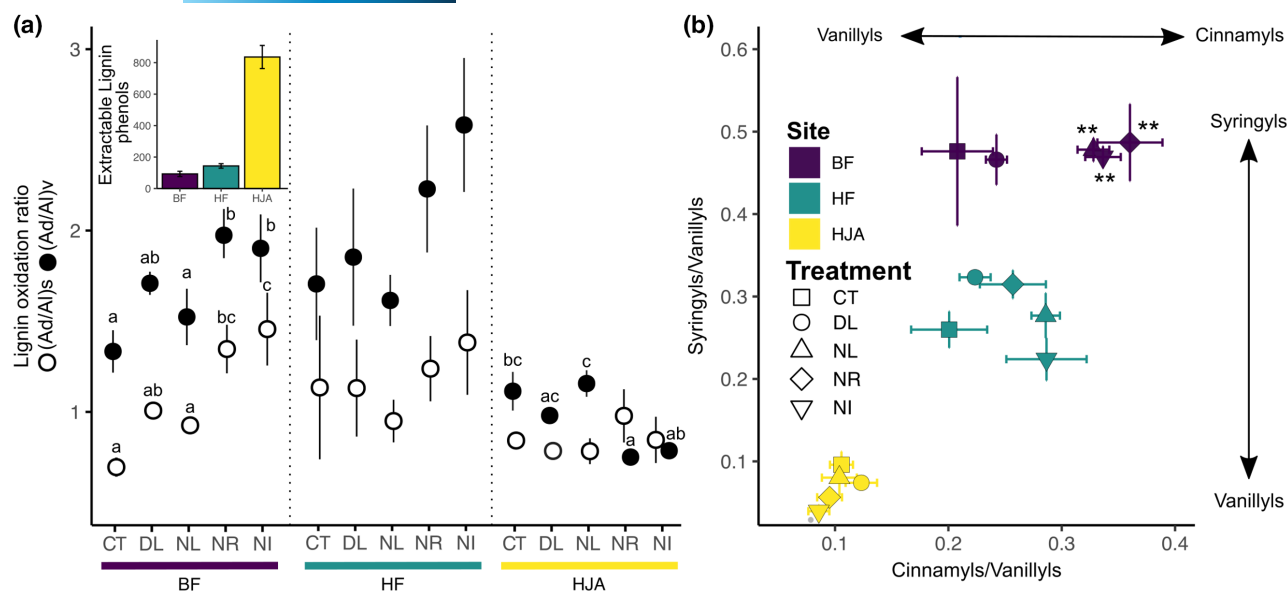 (a)
3
2
1
Lignin oxidation ratio
(Ad/Al)s (Ad/Al)v
Extractable Lignin
phenols
800
600
400
200
0
BF HF HJA
a ab a b b
a ab a bc c
bc ac c a ab
CT DL NL NR NI CT DL NL NR NI CT DL NL NR NI
BF HF HJA
(b)
Vanillyls Cinnamyls
Syringyls
Vanillyls
0.6
0.5
0.4
0.3
0.2
0.1
Syringyls/Vanillyls
Site
BF
HF
HJA
Treatment
CT
DL
NL
NR
NI
** **
**
0.1 0.2 0.3 0.4
Cinnamyls/Vanillyls